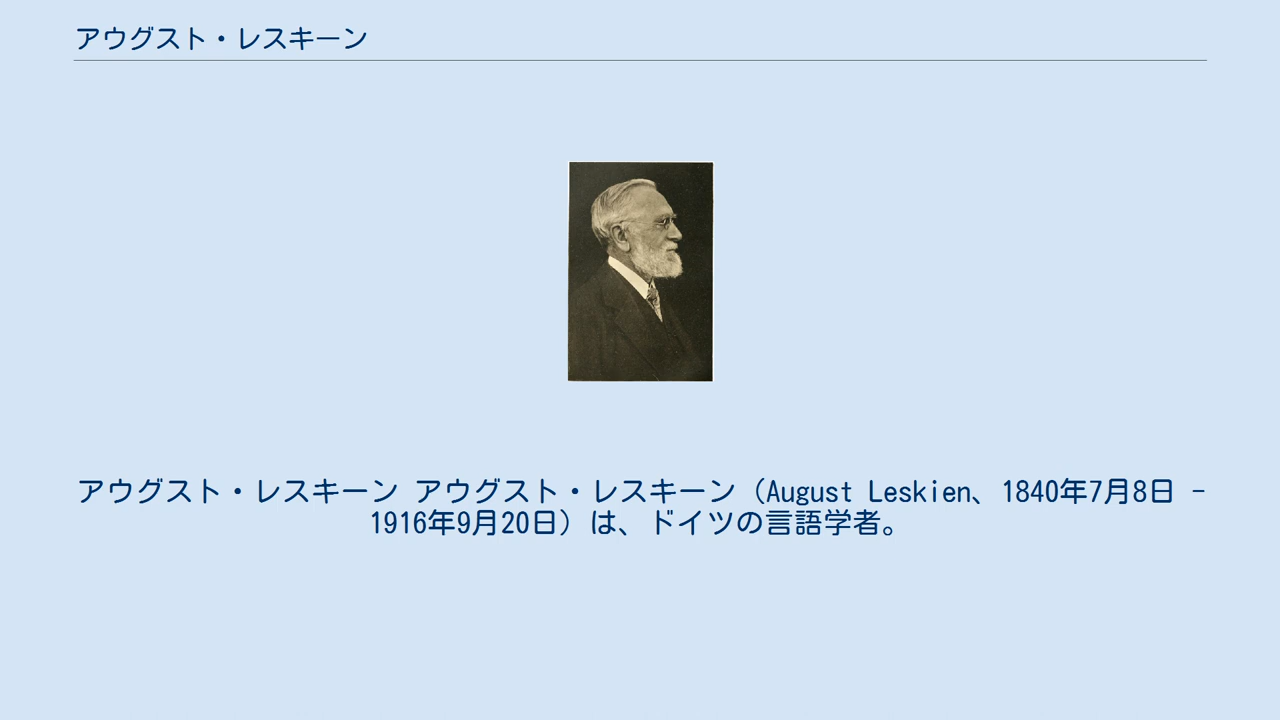 アウグスト・レスキーン
アウグスト・レスキーン アウグスト・レスキーン（August Leskien、1840年7月8日 -
1916年9月20日）は、ドイツの言語学者。